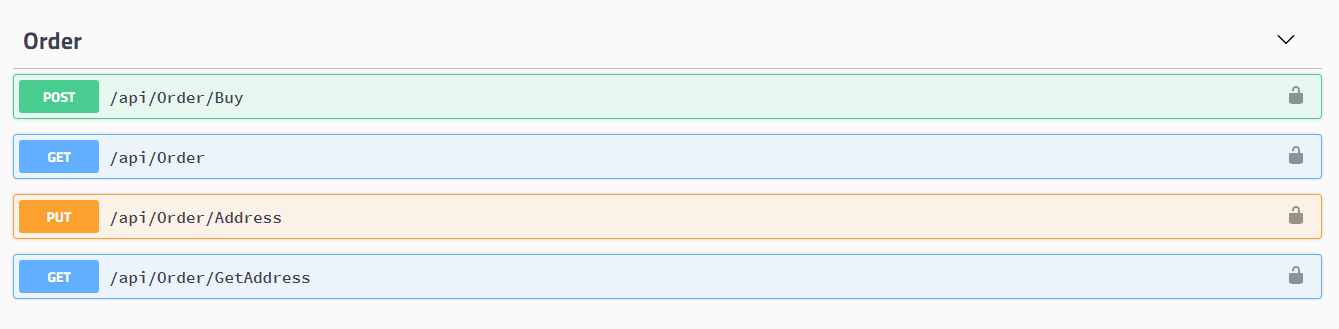 Order
POST /api/Order/Buy
GET /api/Order
PUT /api/Order/Address
GET /api/Order/GetAddress